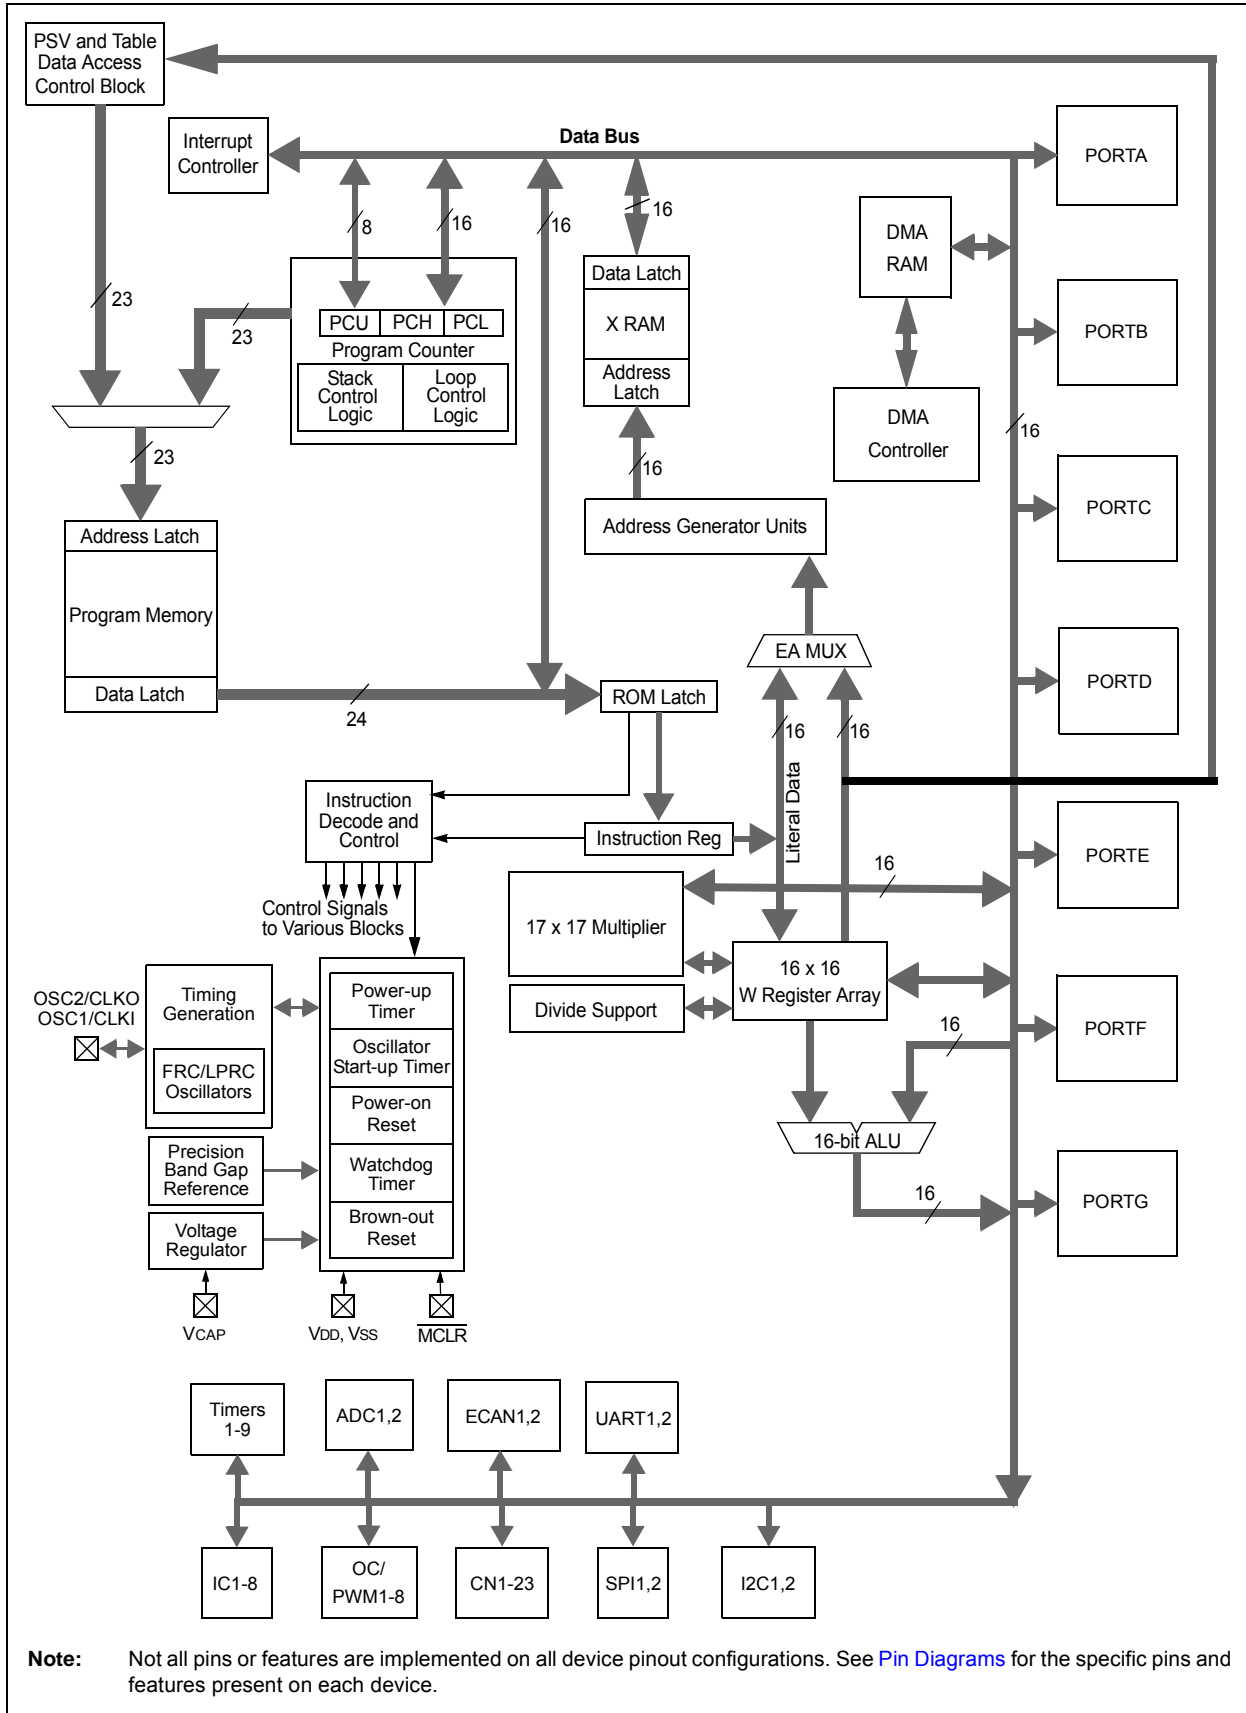 PSV and Table
Data Access
Control Block
Interrupt
Controller
Data Bus
PORTA
8
16
16
16
DMA
RAM
Data Latch
X RAM
Address
Latch
23
23
PCU
PCH
PCL
Program Counter
Stack
Control
Logic
Loop
Control
Logic
PORTB
DMA
Controller
16
23
16
PORTC
Address Generator Units
Address Latch
Program Memory
Data Latch
EA MUX
PORTD
24
ROM Latch
16
16
Literal Data
Instruction
Decode and
Control
Instruction Reg
PORTE
16
Control Signals
to Various Blocks
17 x 17 Multiplier
16 x 16
W Register Array
Divide Support
OSC2/CLKO
OSC1/CLKI
Timing
Generation
FRC/LPRC
Oscillators
Power-up
Timer
Oscillator
Start-up Timer
Power-on
Reset
Watchdog
Timer
Brown-out
Reset
PORTF
16
16-bit ALU
Precision
Band Gap
Reference
Voltage
Regulator
16
PORTG
VCAP
VDD, VSS
MCLR
Timers
1-9
ADC1,2
ECAN1,2
UART1,2
IC1-8
OC/
PWM1-8
CN1-23
SPI1,2
I2C1,2
Note: Not all pins or features are implemented on all device pinout configurations. See Pin Diagrams for the specific pins and
features present on each device.